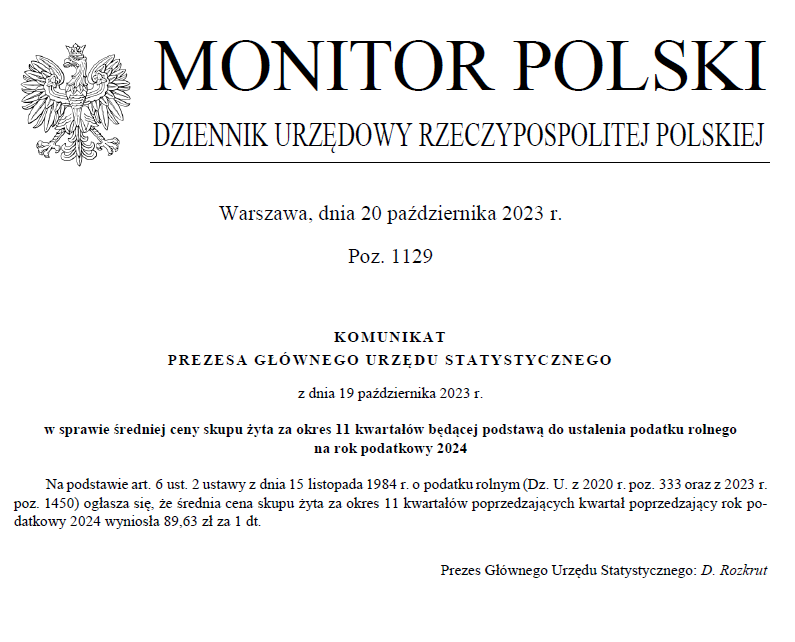 MONITOR POLSKI
DZIENNIK URZĘDOWY RZECZYPOSPOLITEJ POLSKIEJ
Warszawa, dnia 20 października 2023 r.
Poz. 1129
KOMUNIKAT
PREZESA GŁÓWNEGO URZĘDU STATYSTYCZNEGO
z dnia 19 października 2023 r.
w sprawie średniej ceny skupu żyta za okres 11 kwartałów będącej podstawą do ustalenia podatku rolnego
na rok podatkowy 2024
Na podstawie art. 6 ust. 2 ustawy z dnia 15 listopada 1984 r. o podatku rolnym (Dz. U. z 2020 r. poz. 333 oraz z 2023 r.
poz. 1450) ogłasza się, że średnia cena skupu żyta za okres 11 kwartałów poprzedzających kwartał poprzedzający rok po-
datkowy 2024 wyniosła 89,63 zł za 1 dt.
Prezes Głównego Urzędu Statystycznego: D. Rozkrut